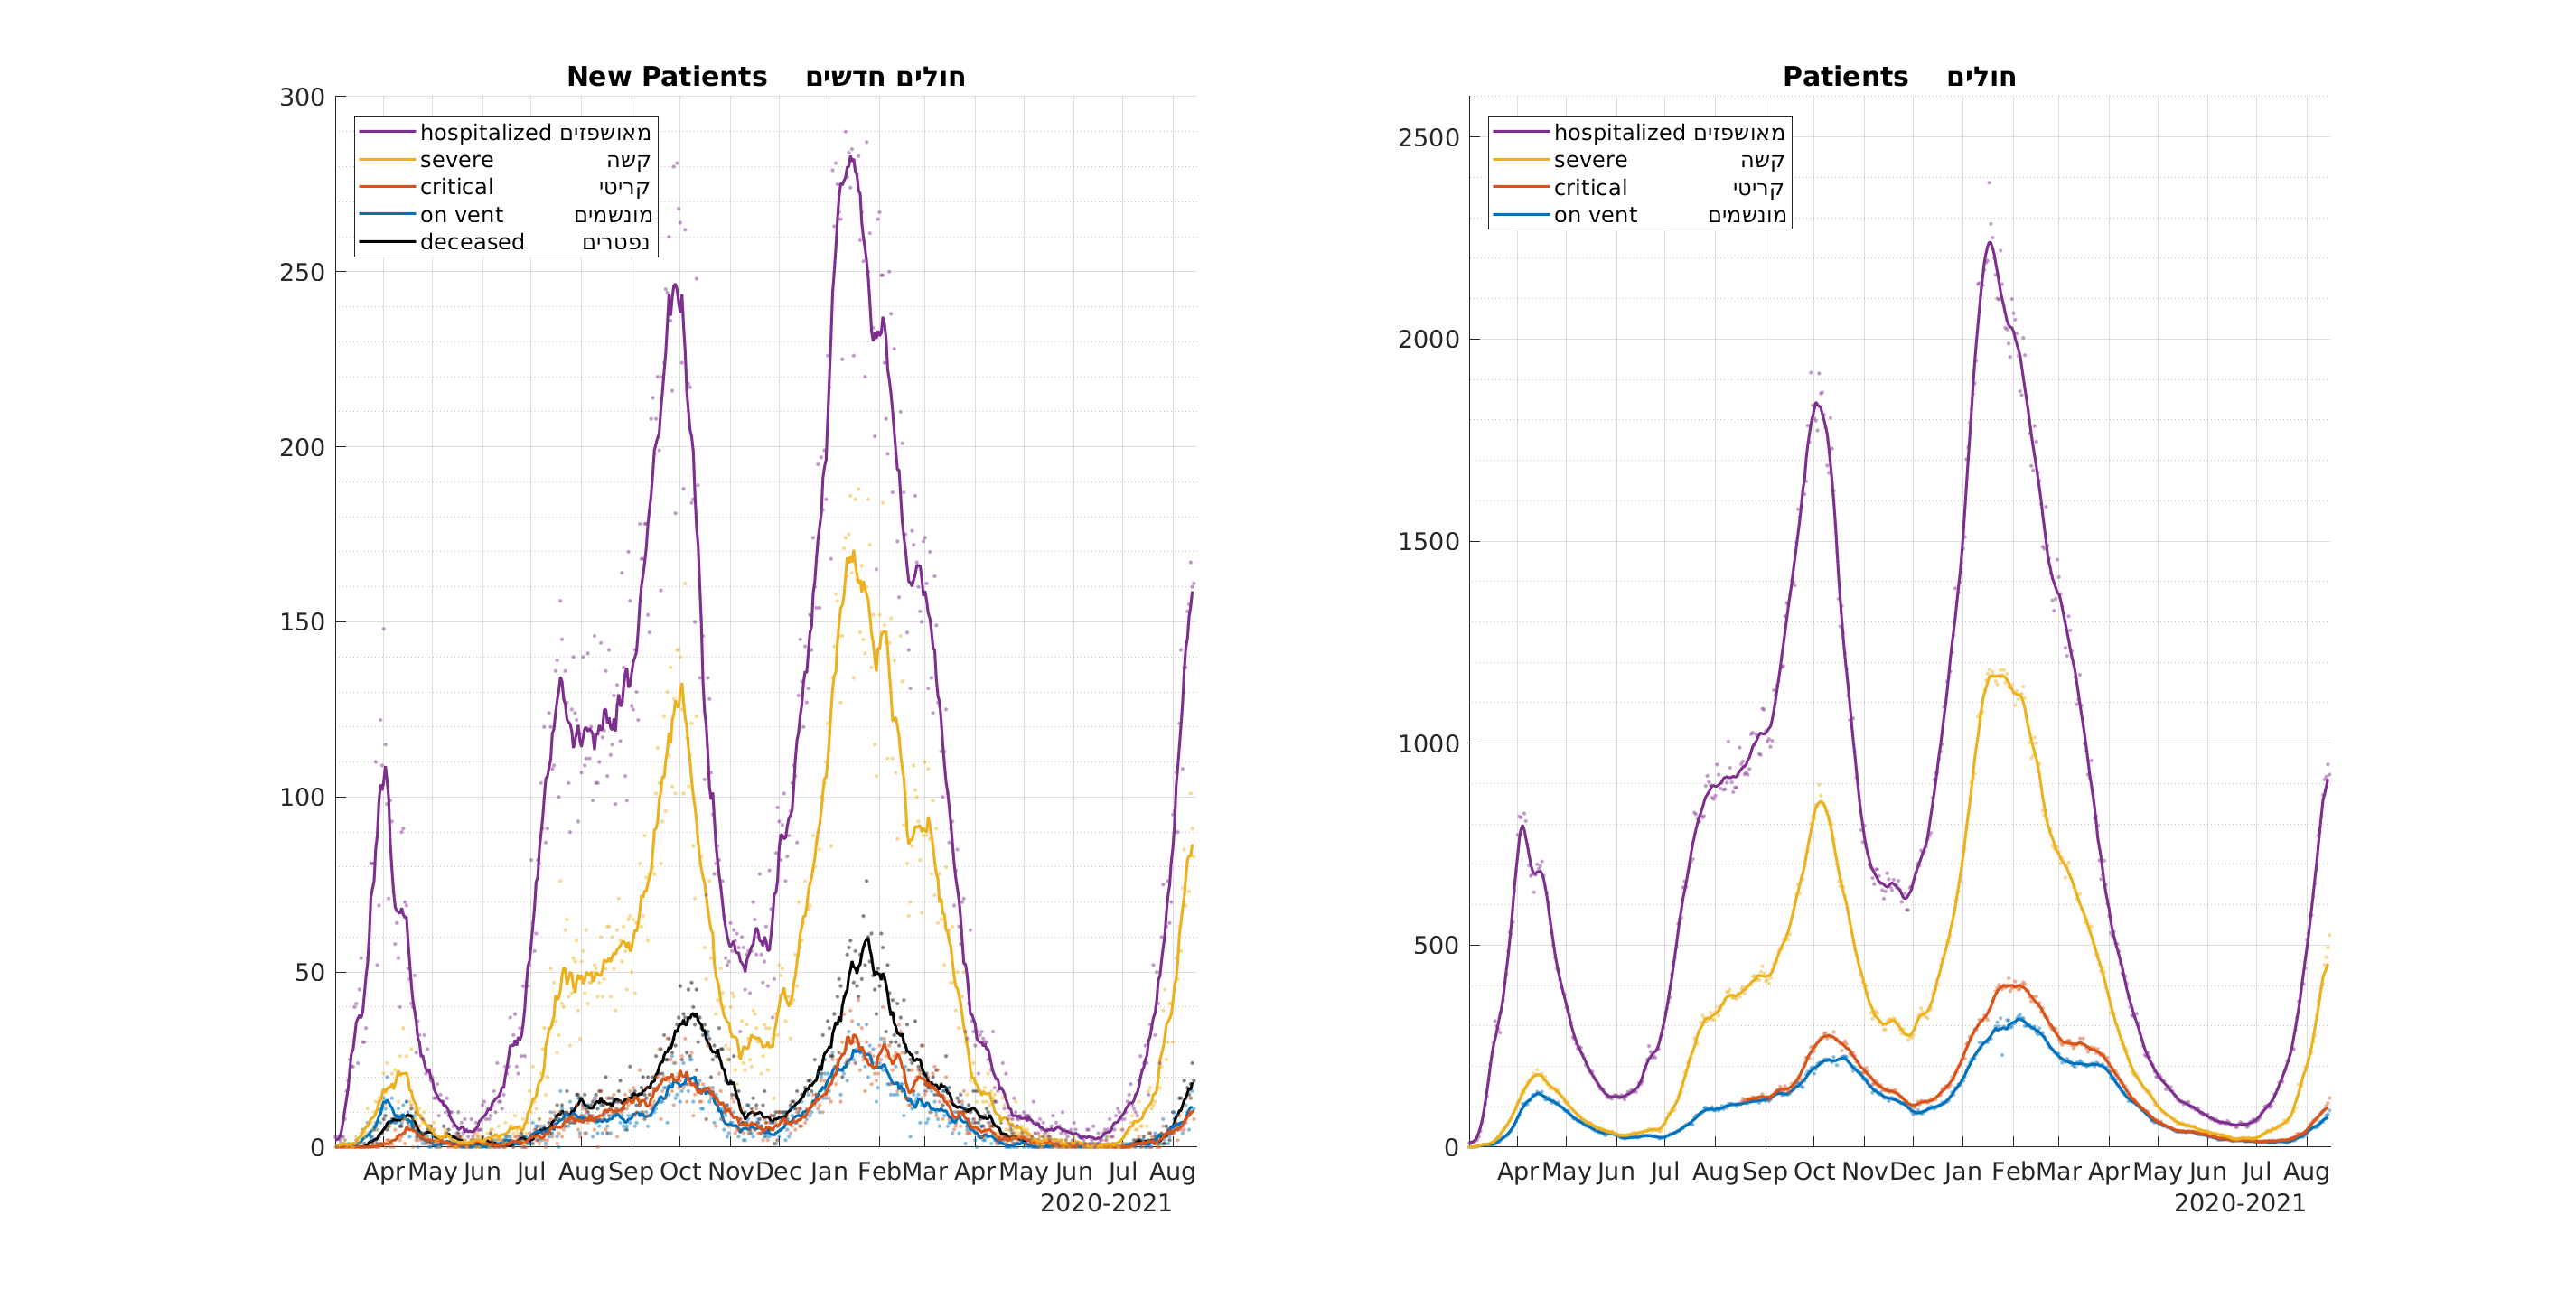 New Patients חולים חדשים
300
250
200
150
100
50
0
hospitalized מאושפזים
severe קשה
critical קריטי
on vent מונשמים
deceased נפטרים
Apr May Jun Jul Aug Sep Oct Nov Dec Jan Feb Mar Apr May Jun Jul Aug
2020-2021
Patients חולים
2500
2000
1500
1000
500
0
hospitalized מאושפזים
severe קשה
critical קריטי
on vent מונשמים
Apr May Jun Jul Aug Sep Oct Nov Dec Jan Feb Mar Apr May Jun Jul Aug
2020-2021